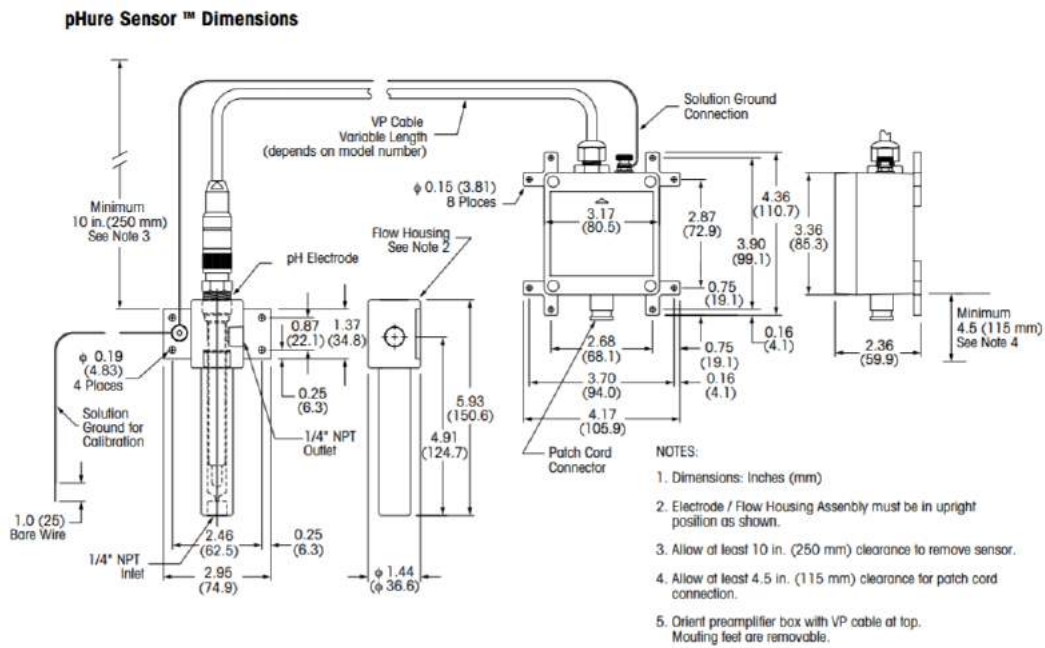 pHure Sensor ™ Dimensions
VP Cable
Variable Length
(depends on model number)
Solution Ground
Connection
Minimum
10 in.(250 mm)
See Note 3
pH Electrode
Flow Housing
See Note 2
ϕ 0.15 (3.81)
8 Places
3.17
(80.5)
2.87
(72.9)
3.90
(99.1)
4.36
(110.7)
3.36
(85.3)
0.75
(19.1)
0.16
(4.1)
Minimum
4.5 (115 mm)
See Note 4
2.36
(59.9)
2.68
(68.1)
0.75
(19.1)
3.70
(94.0)
0.16
(4.1)
4.17
(105.9)
Patch Cord
Connector
0.87
(22.1)
1.37
(34.8)
ϕ 0.19
(4.83)
4 Places
0.25
(6.3)
Solution
Ground for
Calibration
1/4" NPT
Outlet
5.93
(150.6)
4.91
(124.7)
1.0 (25)
Bare Wire
1/4" NPT
Inlet
2.46
(62.5)
0.25
(6.3)
2.95
(74.9)
ϕ 1.44
(ϕ 36.6)
NOTES:
1. Dimensions: Inches (mm)
2. Electrode / Flow Housing Assenbly must be in upright
position as shown.
3. Allow at least 10 in. (250 mm) clearance to remove sensor.
4. Allow at least 4.5 in. (115 mm) clearance for patch cord
connection.
5. Orient preamplifier box with VP cable at top.
Mouting feet are removable.